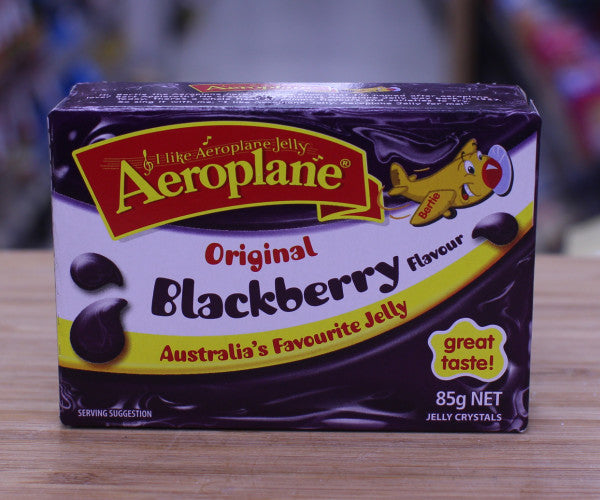 I like Aeroplane Jelly
Aeroplane®
Bertie
Original
Blackberry Flavour
Australia's Favourite Jelly
great
taste!
85g NET
JELLY CRYSTALS
SERVING SUGGESTION